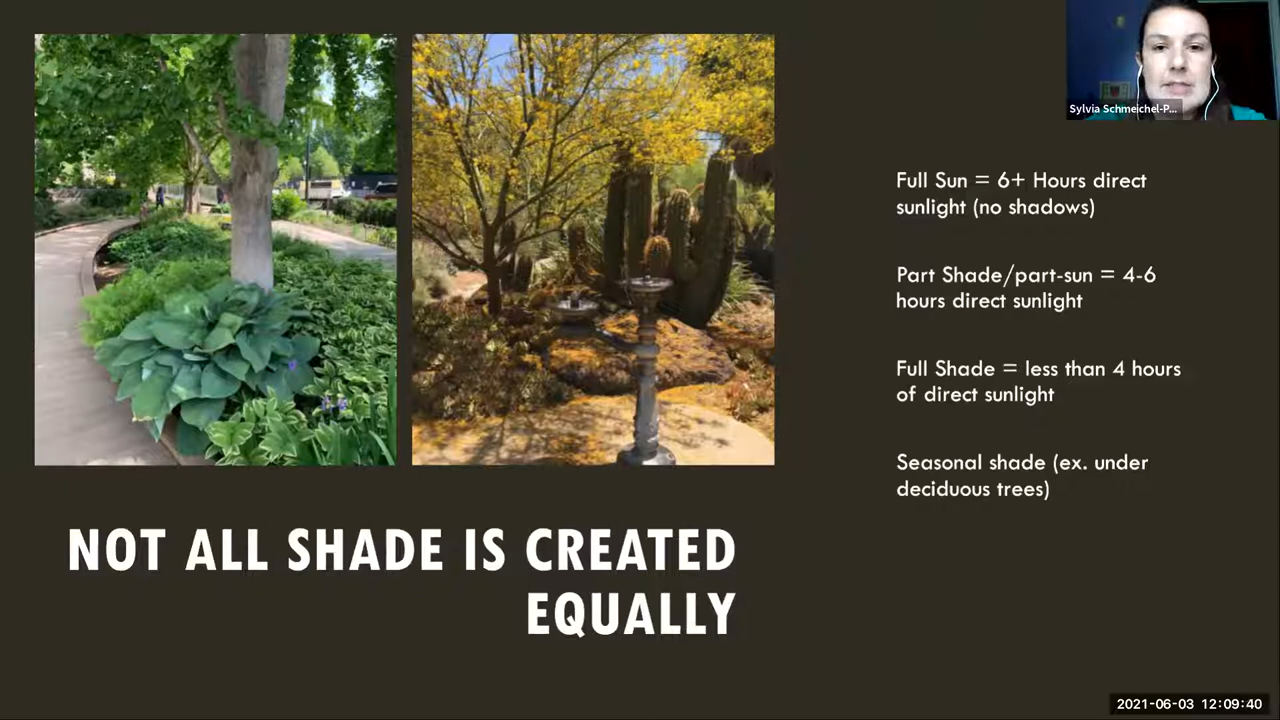 Sylvia Schmeichel-P...
Full Sun = 6+ Hours direct
sunlight (no shadows)
Part Shade/part-sun = 4-6
hours direct sunlight
Full Shade = less than 4 hours
of direct sunlight
Seasonal shade (ex. under
deciduous trees)
NOT ALL SHADE IS CREATED
EQUALLY
2021-06-03 12:09:40